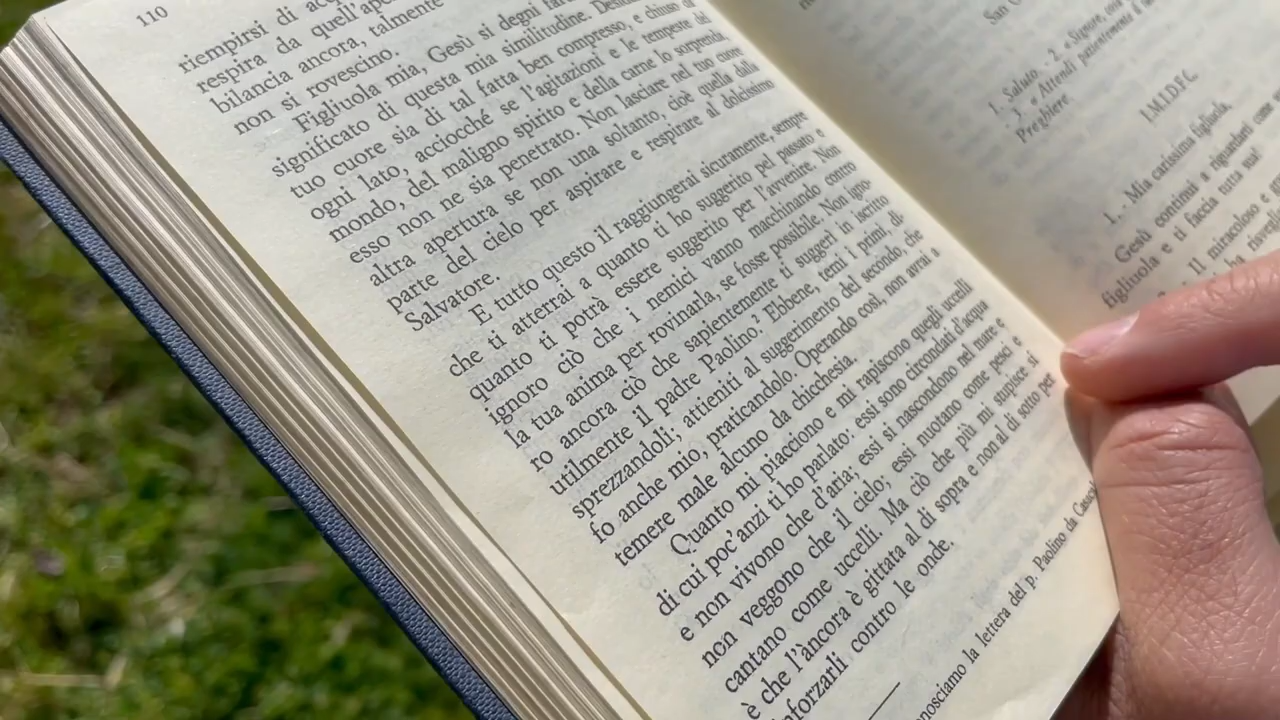 110
riempirsi di
respira da quell'
bilancia ancora, talmente
non si rovescino.
Figliuola mia, Gesù si degni
significato di questa mia similitudine.
tuo cuore sia di tal fatta ben compresso, e chiuso
ogni lato, acciocché se l'agitazioni e le tempeste del
mondo, del maligno spirito e della carne lo sorprenda
esso non ne sia penetrato. Non lasciare nel tuo cuore
altra apertura se non una soltanto, cioè quella dalla
parte del cielo per aspirare e respirare al dolcissimo
Salvatore.
E tutto questo il raggiungerai sicuramente, sempre
che ti atterrai a quanto ti ho suggerito pel passato e
quanto ti potrà essere suggerito per l'avvenire. Non
ignoro ciò che i nemici vanno macchinando contro
la tua anima per rovinarla, se fosse possibile. Non igno-
ro ancora ciò che sapientemente ti suggerì in iscritto
utilmente il padre Paolino. Ebbene, temi i primi, di-
sprezzandoli; attieniti al suggerimento del secondo, che
fo anche mio, praticandolo. Operando così, non avrai a
temere male alcuno da chicchesia.
Quanto mi piacciono e mi rapiscono quegli uccelli
di cui poc'anzi ti ho parlato: essi sono circondati d'acqua
e non vivono che d'aria; essi si nascondono nel mare e
non veggono che il cielo; essi nuotano come pesci e
cantano come uccelli. Ma ciò che più mi stupisce si
è che l'àncora è gittata al di sopra e non al di sotto per
inforzarli contro le onde.
la lettera del p. Paolino da
San
1. Saluto. - 2. e Signore,
- 3. e Attendi pazientemente il
Preghiere.
J.M.I.D.F.C.
1. Mia carissima figliuola,
Gesù continui a riguardarti come
figliuola e ti faccia tutta sua!
Il miracoloso e